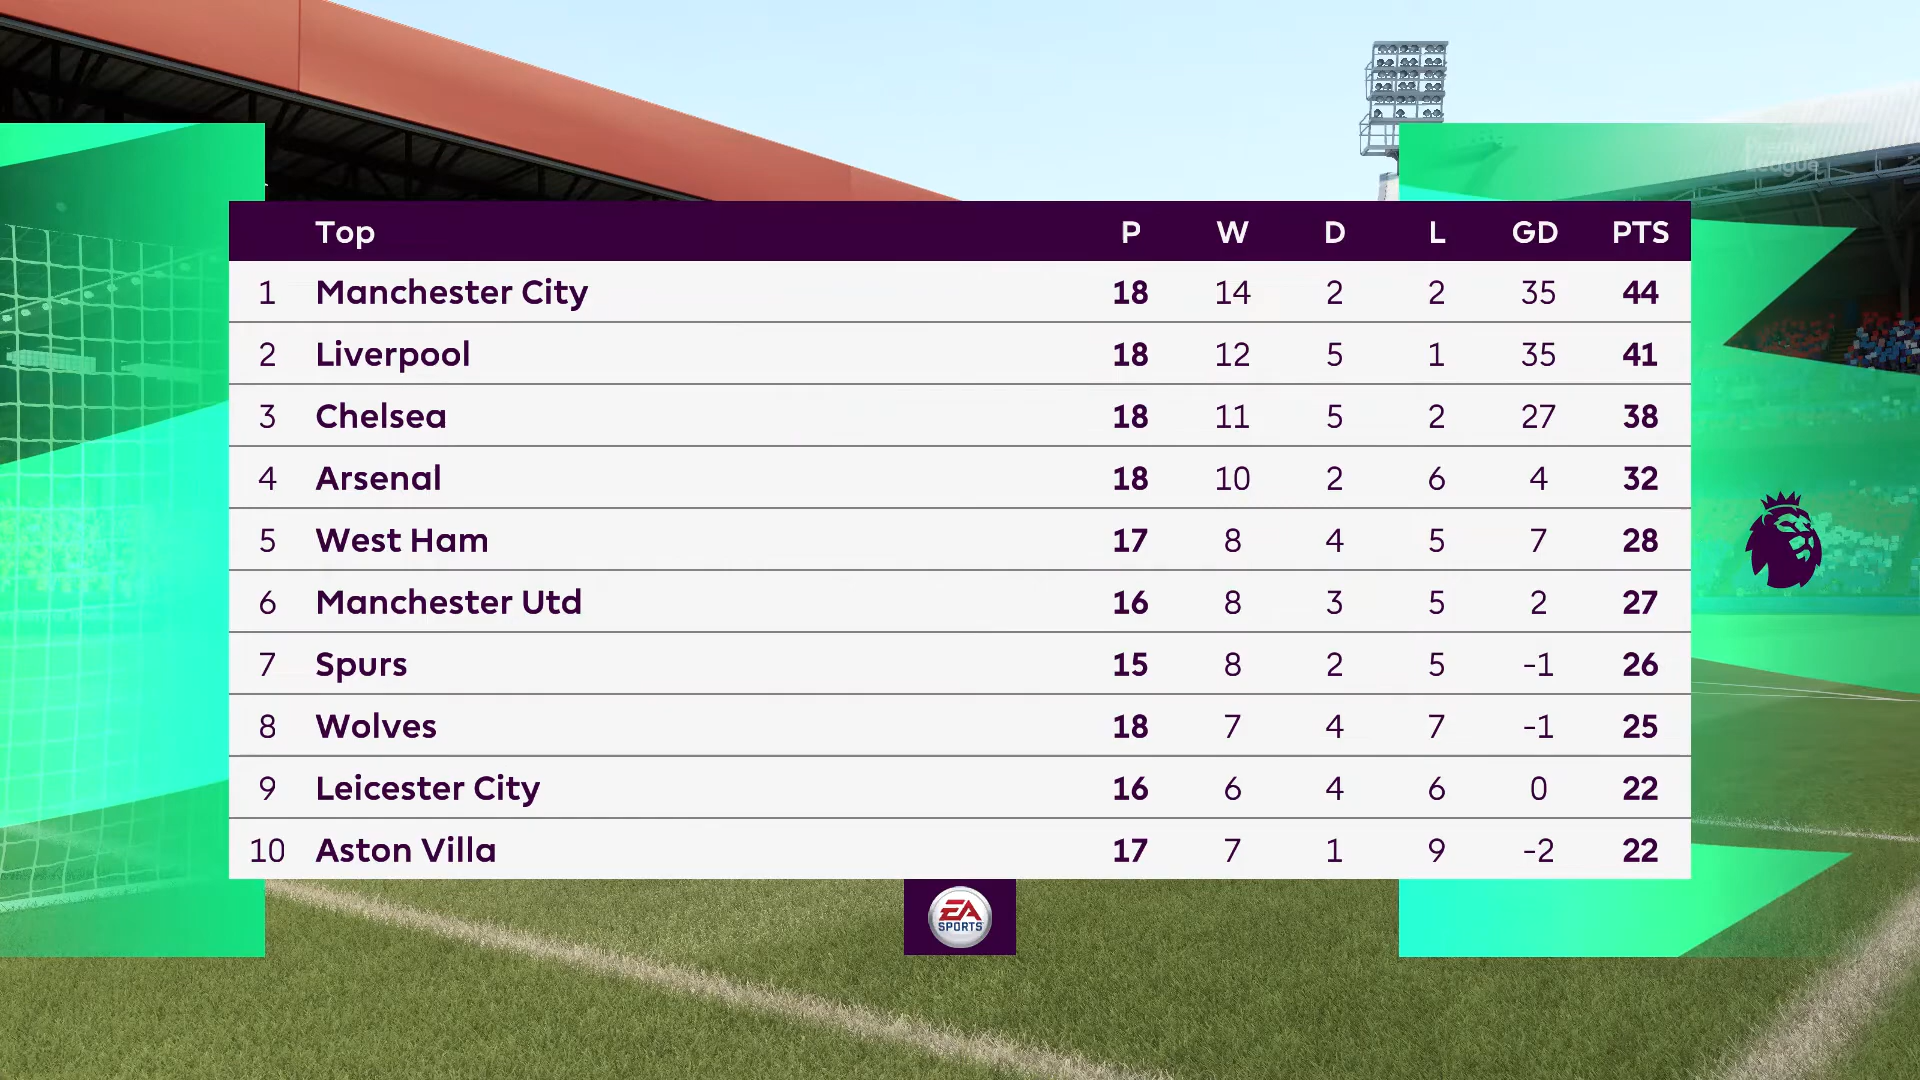 Premier
League
Top P W D L GD PTS
1 Manchester City 18 14 2 2 35 44
2 Liverpool 18 12 5 1 35 41
3 Chelsea 18 11 5 2 27 38
4 Arsenal 18 10 2 6 4 32
5 West Ham 17 8 4 5 7 28
6 Manchester Utd 16 8 3 5 2 27
7 Spurs 15 8 2 5 -1 26
8 Wolves 18 7 4 7 -1 25
9 Leicester City 16 6 4 6 0 22
10 Aston Villa 17 7 1 9 -2 22
EA
SPORTS